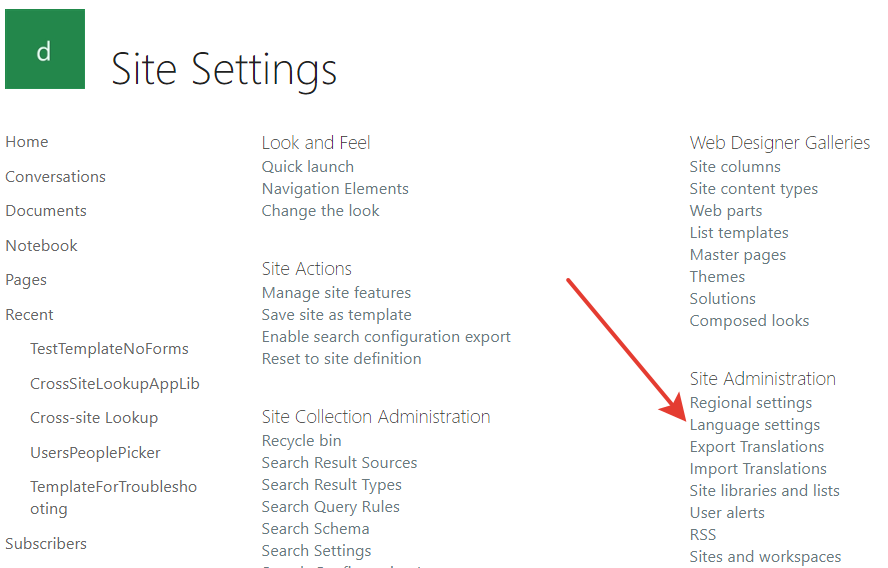 d
Site Settings
Home
Conversations
Documents
Notebook
Pages
Recent
TestTemplateNoForms
CrossSiteLookupAppLib
Cross-site Lookup
UsersPeoplePicker
TemplateForTroublesho
oting
Subscribers
Look and Feel
Quick launch
Navigation Elements
Change the look
Site Actions
Manage site features
Save site as template
Enable search configuration export
Reset to site definition
Site Collection Administration
Recycle bin
Search Result Sources
Search Result Types
Search Query Rules
Search Schema
Search Settings
Web Designer Galleries
Site columns
Site content types
Web parts
List templates
Master pages
Themes
Solutions
Composed looks
Site Administration
Regional settings
Language settings
Export Translations
Import Translations
Site libraries and lists
User alerts
RSS
Sites and workspaces